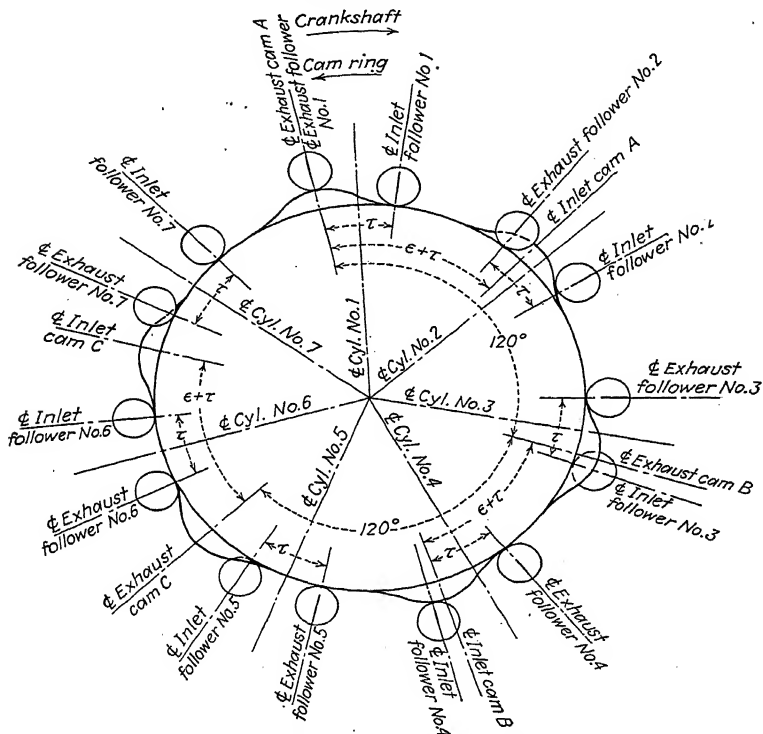 Crankshaft
Cam ring
℄ Exhaust cam A
℄ Exhaust follower
No.1
℄ Inlet
follower No 1
℄ Exhaust follower No.2
℄ Inlet cam A
℄ Inlet
follower No.
℄ Exhaust
follower No.3
℄ Exhaust cam B
℄ Inlet
follower No.3
℄ Exhaust
follower No.4
℄ Inlet cam B
℄ Inlet
follower No.4
℄ Exhaust
follower No.5
℄ Inlet
follower No.5
℄ Exhaust
cam C
℄ Exhaust
follower No.6
℄ Inlet
follower No.6
℄ Inlet
cam C
℄ Exhaust
follower No.7
℄ Inlet
follower No.7
℄ Cyl. No.1
℄ Cyl. No.2
℄ Cyl. No.3
℄ Cyl. No.4
℄ Cyl. No.5
℄ Cyl. No.6
℄ Cyl. No.7
τ
ϵ+τ
120°
τ
τ
ϵ+τ
τ
120°
τ
τ
ϵ+τ
τ